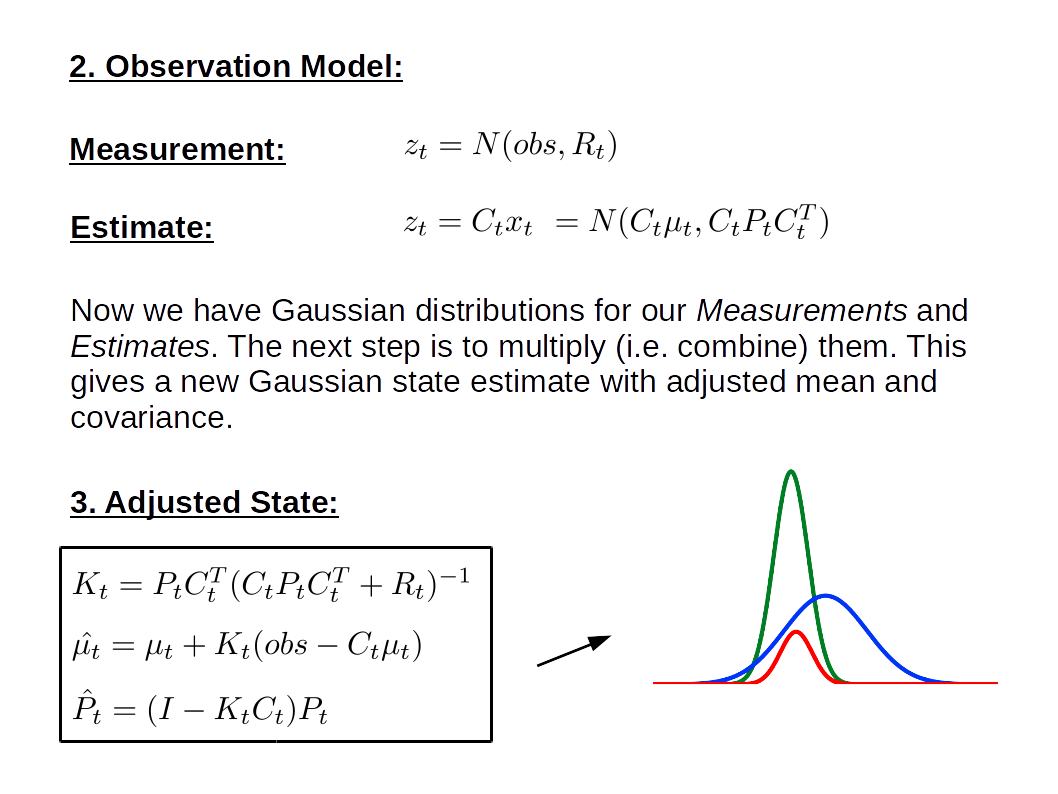 2. Observation Model:
Measurement: $z_t = N(obs, R_t)$
Estimate: $z_t = C_t x_t \ = N(C_t \mu_t, C_t P_t C_t^T)$
Now we have Gaussian distributions for our Measurements and
Estimates. The next step is to multiply (i.e. combine) them. This
gives a new Gaussian state estimate with adjusted mean and
covariance.
3. Adjusted State:
$K_t = P_t C_t^T (C_t P_t C_t^T + R_t)^{-1}$
$\hat{\mu_t} = \mu_t + K_t(obs - C_t \mu_t)$
$\hat{P_t} = (I - K_t C_t) P_t$